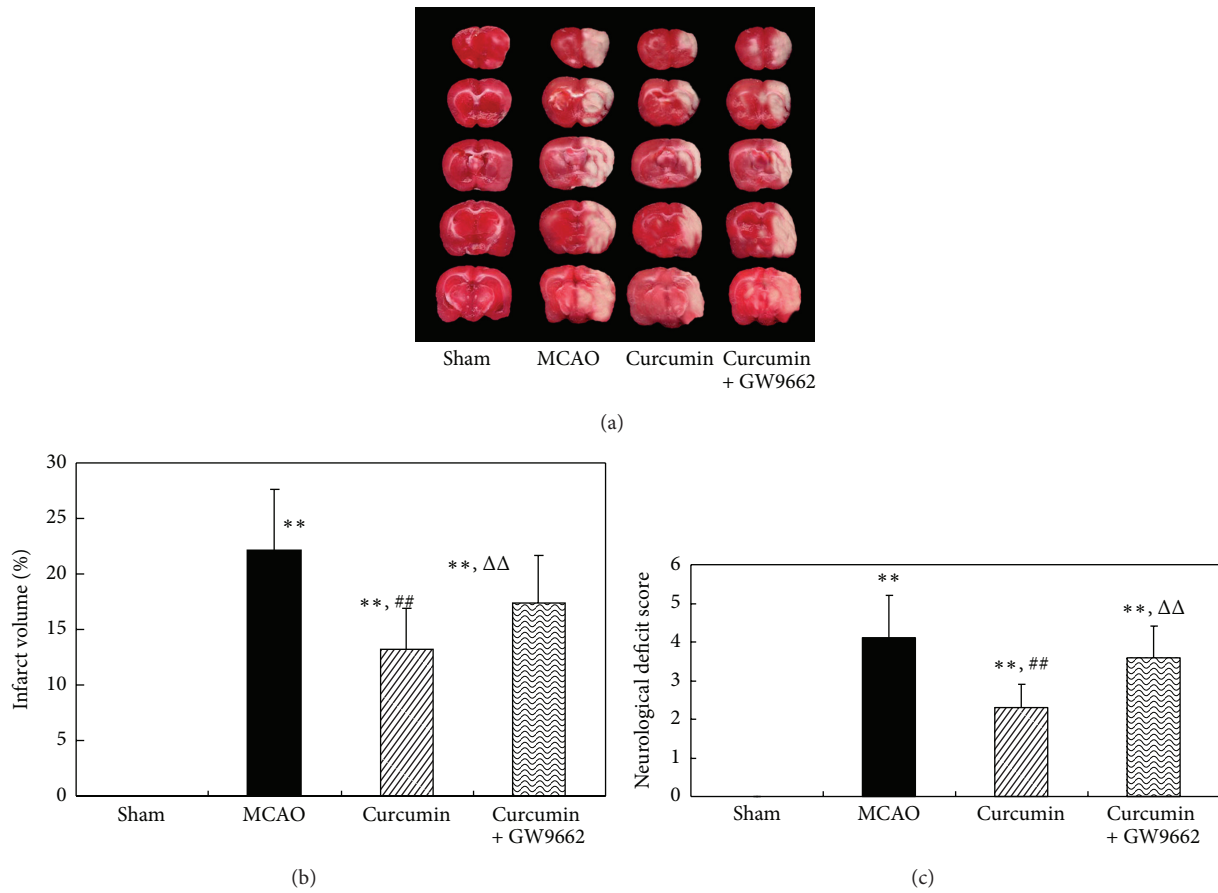 Sham MCAO Curcumin Curcumin
+ GW9662
(a)
30
25
20
15
10
5
0
Infarct volume (%)
**
**, ##
**, ΔΔ
Sham MCAO Curcumin Curcumin
+ GW9662
(b)
6
5
4
3
2
1
0
Neurological deficit score
**
**, ##
**, ΔΔ
Sham MCAO Curcumin Curcumin
+ GW9662
(c)